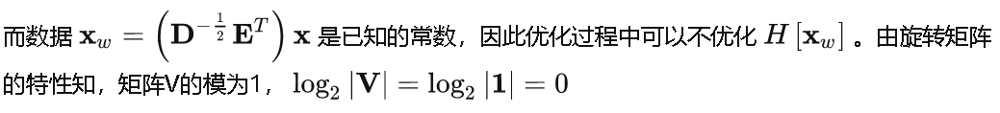 而数据 $\mathbf{x}_w = \left(\mathbf{D}^{-\frac{1}{2}}\mathbf{E}^T\right)\mathbf{x}$ 是已知的常数，因此优化过程中可以不优化 $H[\mathbf{x}_w]$ 。由旋转矩阵
的特性知，矩阵V的模为1， $\log_2|\mathbf{V}| = \log_2|\mathbf{1}| = 0$